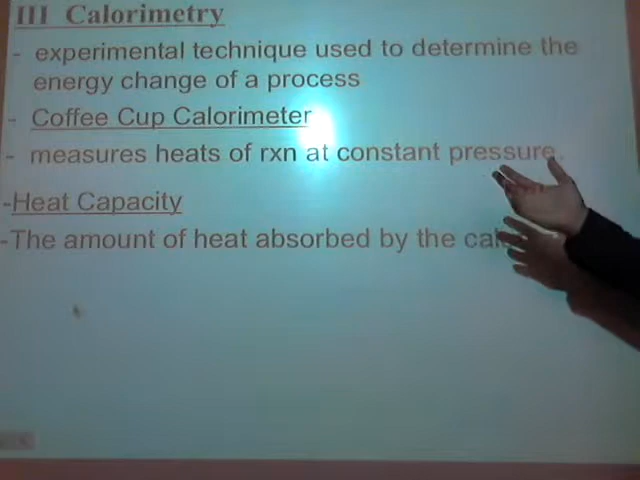 III Calorimetry
- experimental technique used to determine the
energy change of a process
- Coffee Cup Calorimeter
- measures heats of rxn at constant pressure.
-Heat Capacity
-The amount of heat absorbed by the